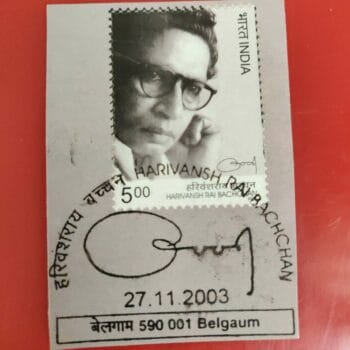 भारत INDIA
5.00
हरिवंशराय बच्चन
HARIVANSH RAI BACHCHAN
हरिवंशराय बच्चन HARIVANSH RAI BACHCHAN
27.11.2003
बेलगाम 590 001 Belgaum